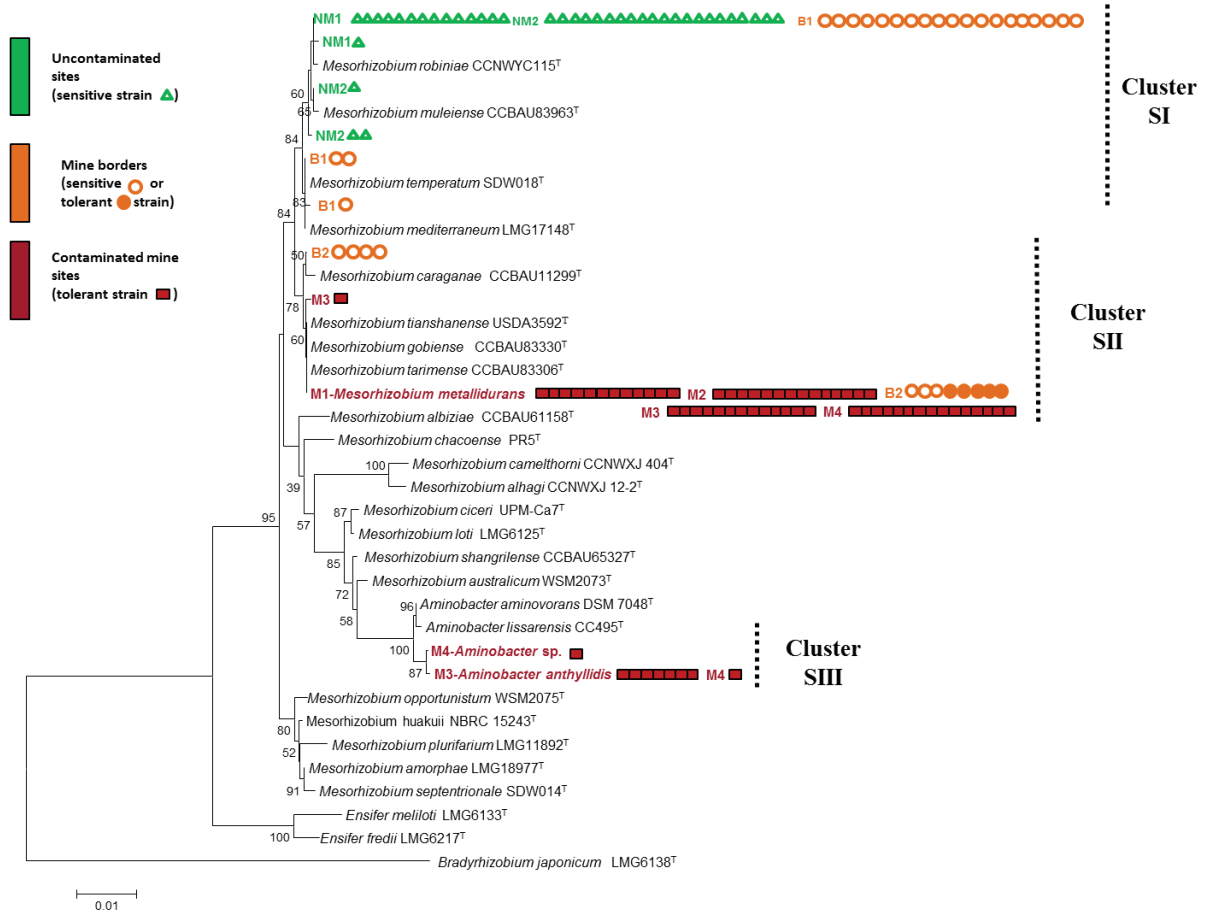 NM1 NM2 B1
NM1
Mesorhizobium robiniae CCNWYC115T
NM2
Mesorhizobium muleiense CCBAU83963T
NM2
B1
Mesorhizobium temperatum SDW018T
B1
Mesorhizobium mediterraneum LMG17148T
B2
Mesorhizobium caraganae CCBAU11299T
M3
Mesorhizobium tianshanense USDA3592T
Mesorhizobium gobiense CCBAU83330T
Mesorhizobium tarimense CCBAU83306T
M1-Mesorhizobium metallidurans M2 B2
M3 M4
Mesorhizobium albiziae CCBAU61158T
Mesorhizobium chacoense PR5T
Mesorhizobium camelthorni CCNWXJ 404T
Mesorhizobium alhagi CCNWXJ 12-2T
Mesorhizobium ciceri UPM-Ca7T
Mesorhizobium loti LMG6125T
Mesorhizobium shangrilense CCBAU65327T
Mesorhizobium australicum WSM2073T
Aminobacter aminovorans DSM 7048T
Aminobacter lissarensis CC495T
M4-Aminobacter sp.
M3-Aminobacter anthyllidis M4
Mesorhizobium opportunistum WSM2075T
Mesorhizobium huakuii NBRC 15243T
Mesorhizobium plurifarium LMG11892T
Mesorhizobium amorphae LMG18977T
Mesorhizobium septentrionale SDW014T
Ensifer meliloti LMG6133T
Ensifer fredii LMG6217T
Bradyrhizobium japonicum LMG6138T
Uncontaminated
sites
(sensitive strain )
Mine borders
(sensitive or
tolerant strain)
Contaminated mine
sites
(tolerant strain )
Cluster
SI
Cluster
SII
Cluster
SIII
60
65
84
83
84
50
78
60
100
39
57
95
87
85
72
58
96
100
87
80
52
91
100
0.01